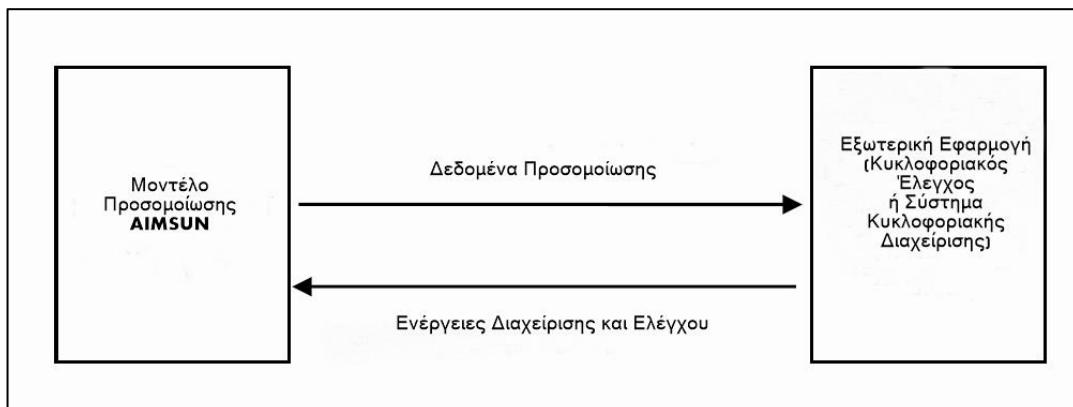 Μοντέλο
Προσομοίωσης
AIMSUN
Δεδομένα Προσομοίωσης
Ενέργειες Διαχείρισης και Ελέγχου
Εξωτερική Εφαρμογή
(Κυκλοφοριακός
Έλεγχος
ή Σύστημα
Κυκλοφοριακής
Διαχείρισης)